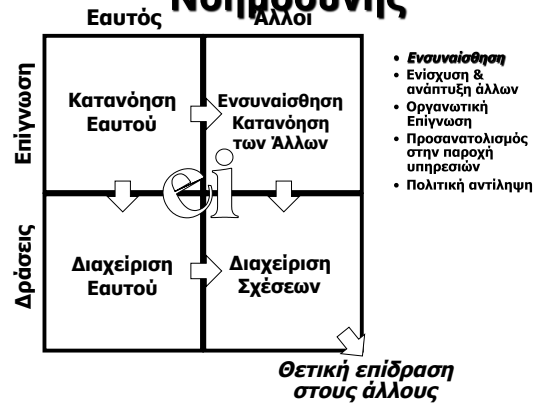 Νοημοσύνης
Εαυτός
Άλλοι
Επίγνωση
Κατανόηση
Εαυτού
Ενσυναίσθηση
Κατανόηση
των Άλλων
ei
Δράσεις
Διαχείριση
Εαυτού
Διαχείριση
Σχέσεων
Θετική επίδραση
στους άλλους
• Ενσυναίσθηση
• Ενίσχυση &
ανάπτυξη άλλων
• Οργανωτική
Επίγνωση
• Προσανατολισμός
στην παροχή
υπηρεσιών
• Πολιτική αντίληψη